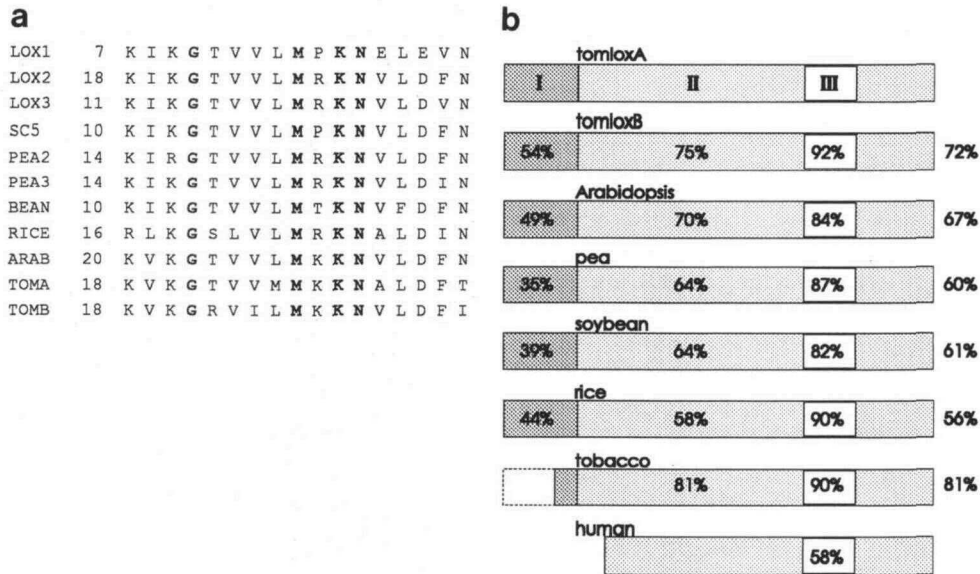 a
LOX1 7 K I K G T V V L M P K N E L E V N
LOX2 18 K I K G T V V L M R K N V L D F N
LOX3 11 K I K G T V V L M R K N V L D V N
SC5 10 K I K G T V V L M P K N V L D F N
PEA2 14 K I R G T V V L M R K N V L D F N
PEA3 14 K I K G T V V L M R K N V L D I N
BEAN 10 K I K G T V V L M T K N V F D F N
RICE 16 R L K G S L V L M R K N A L D I N
ARAB 20 K V K G T V V L M K K N V L D F N
TOMA 18 K V K G T V V M M K K N A L D F T
TOMB 18 K V K G R V I L M K K N V L D F I
b
tomloxA
I II III
tomloxB
54% 75% 92% 72%
Arabidopsis
49% 70% 84% 67%
pea
35% 64% 87% 60%
soybean
39% 64% 82% 61%
rice
44% 58% 90% 56%
tobacco
81% 90% 81%
human
58%